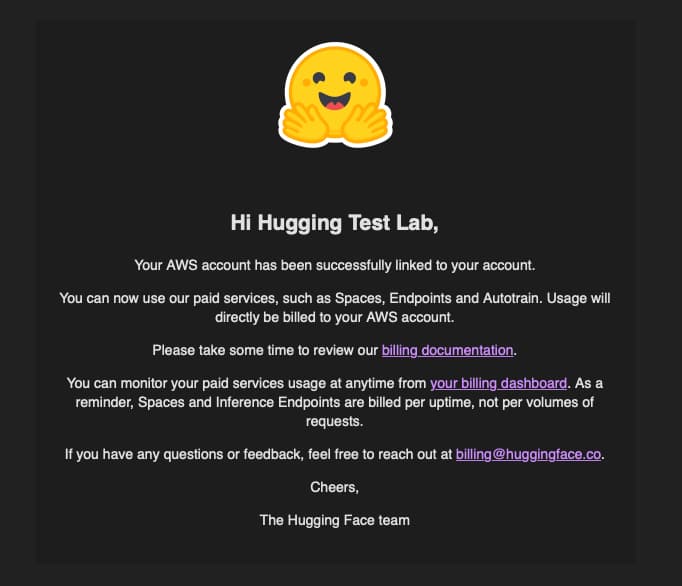 Hi Hugging Test Lab,
Your AWS account has been successfully linked to your account.
You can now use our paid services, such as Spaces, Endpoints and Autotrain. Usage will
directly be billed to your AWS account.
Please take some time to review our billing documentation.
You can monitor your paid services usage at anytime from your billing dashboard. As a
reminder, Spaces and Inference Endpoints are billed per uptime, not per volumes of
requests.
If you have any questions or feedback, feel free to reach out at billing@huggingface.co.
Cheers,
The Hugging Face team